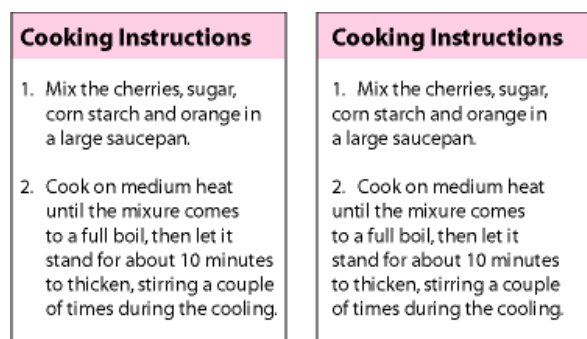 Cooking Instructions
1. Mix the cherries, sugar,
corn starch and orange in
a large saucepan.
2. Cook on medium heat
until the mixure comes
to a full boil, then let it
stand for about 10 minutes
to thicken, stirring a couple
of times during the cooling.
Cooking Instructions
1. Mix the cherries, sugar,
corn starch and orange in
a large saucepan.
2. Cook on medium heat
until the mixure comes
to a full boil, then let it
stand for about 10 minutes
to thicken, stirring a couple
of times during the cooling.